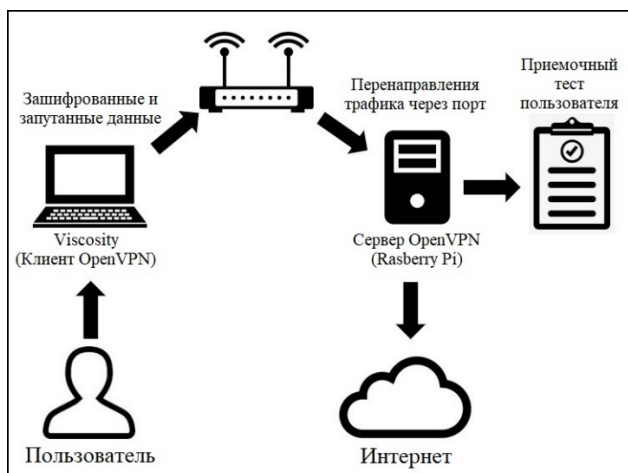 Приемочный
тест
пользователя
Перенаправления
трафика через порт
Зашифрованные и
запутанные данные
Viscosity
(Клиент OpenVPN)
Сервер OpenVPN
(Rasberry Pi)
Пользователь
Интернет